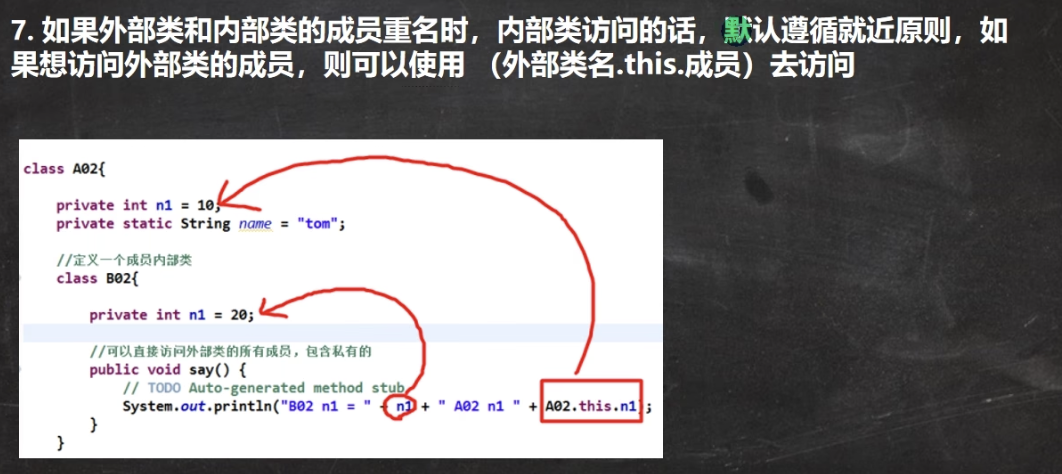 7. 如果外部类和内部类的成员重名时，内部类访问的话，默认遵循就近原则，如
果想访问外部类的成员，则可以使用 （外部类名.this.成员）去访问
class A02{
private int n1 = 10;
private static String name = "tom";
//定义一个成员内部类
class B02{
private int n1 = 20;
//可以直接访问外部类的所有成员，包含私有的
public void say() {
// TODO Auto-generated method stub
System.out.println("B02 n1 = " + n1 + " A02 n1 " + A02.this.n1);
}
}